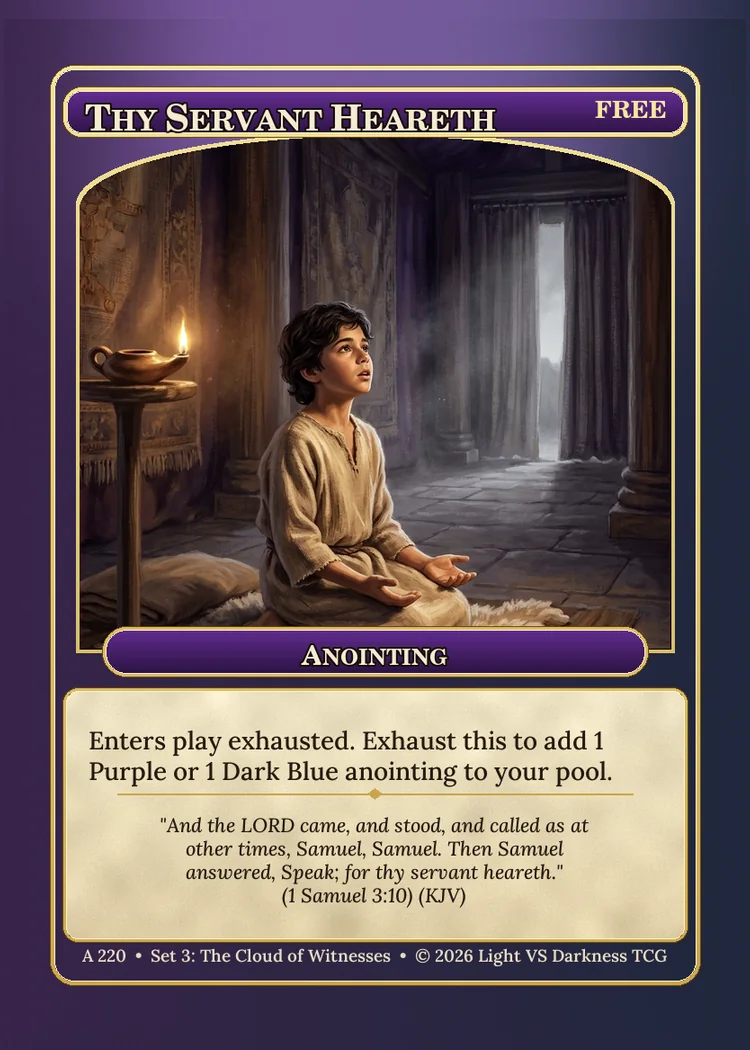 Thy Servant Heareth
FREE
Anointing
Enters play exhausted. Exhaust this to add 1
Purple or 1 Dark Blue anointing to your pool.
"And the LORD came, and stood, and called as at
other times, Samuel, Samuel. Then Samuel
answered, Speak; for thy servant heareth."
(1 Samuel 3:10) (KJV)
A 220 • Set 3: The Cloud of Witnesses • © 2026 Light VS Darkness TCG